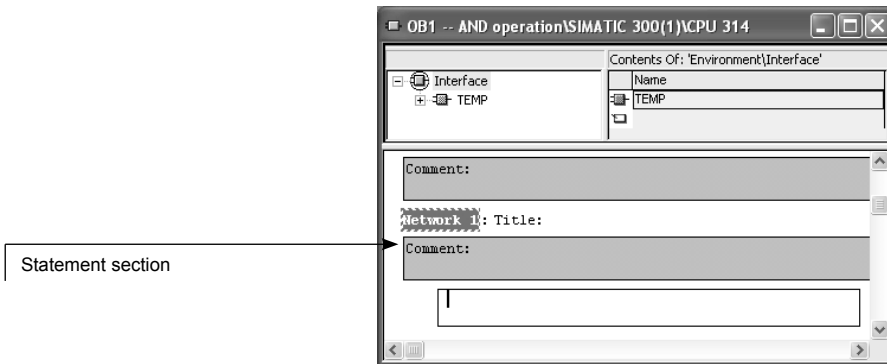 OB1 -- AND operation\SIMATIC 300(1)\CPU 314
Contents Of: 'Environment\Interface'
Interface
Name
TEMP
TEMP
Comment:
Network 1: Title:
Comment:
Statement section